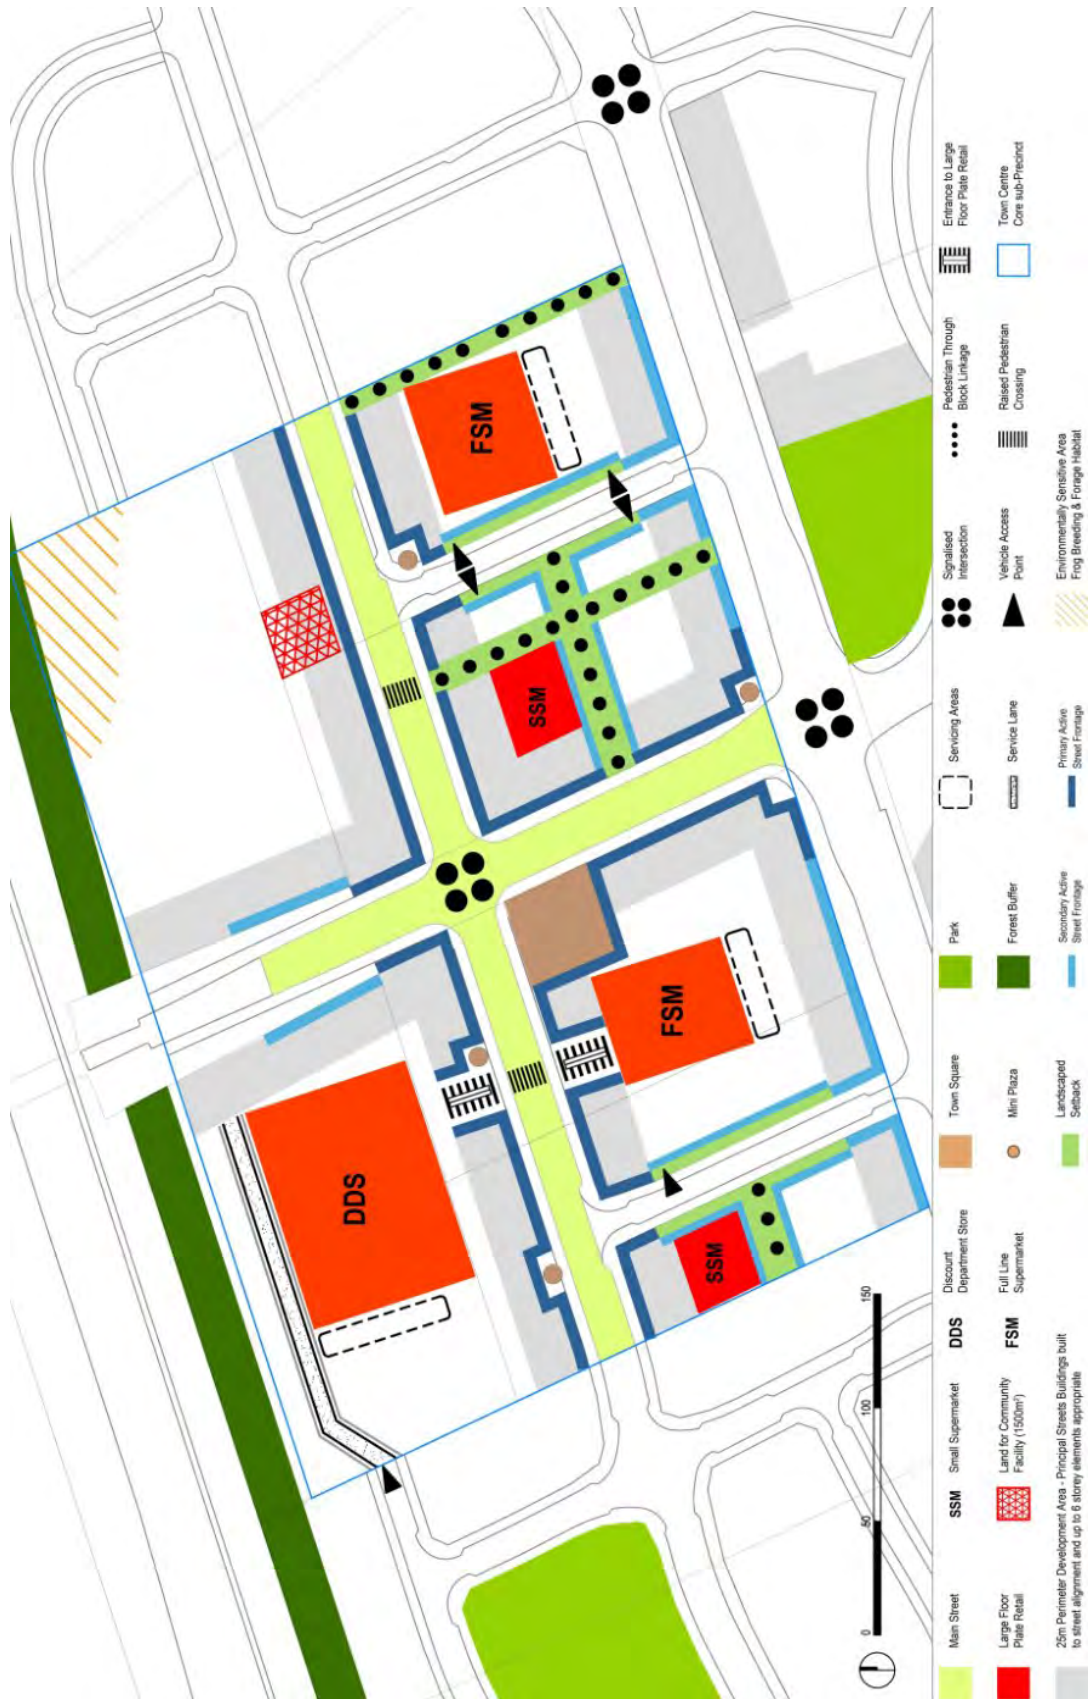 DDS
FSM
FSM
SSM
SSM
0
50
100
150
Main Street
SSM
Small Supermarket
DDS
Discount
Department Store
Town Square
Park
Servicing Areas
Signalised
Intersection
Pedestrian Through
Block Linkage
Entrance to Large
Floor Plate Retail
Large Floor
Plate Retail
Land for Community
Facility (1500m²)
FSM
Full Line
Supermarket
Mini Plaza
Forest Buffer
Service Lane
Vehicle Access
Point
Raised Pedestrian
Crossing
Town Centre
Core sub-Precinct
25m Perimeter Development Area - Principal Streets Buildings built
to street alignment and up to 6 storey elements appropriate
Landscaped
Setback
Secondary Active
Street Frontage
Primary Active
Street Frontage
Environmentally Sensitive Area
Frog Breeding & Forage Habitat